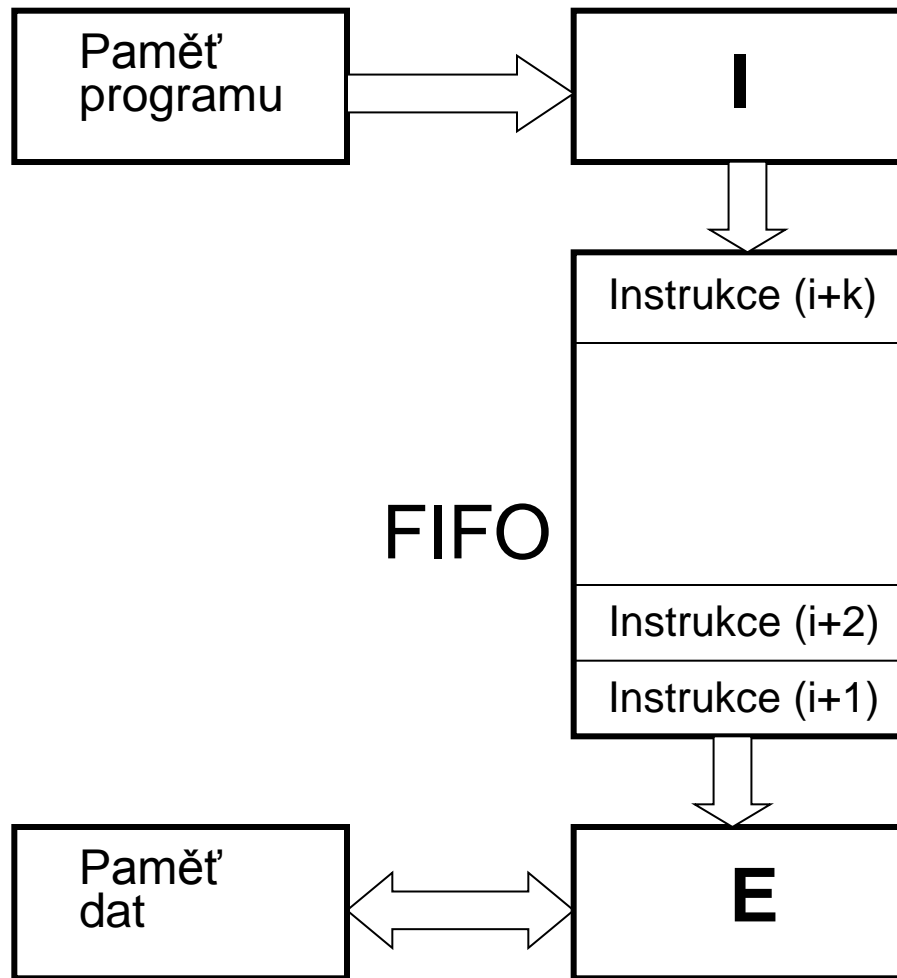 Paměť
programu
I
Instrukce (i+k)
FIFO
Instrukce (i+2)
Instrukce (i+1)
Paměť
dat
E